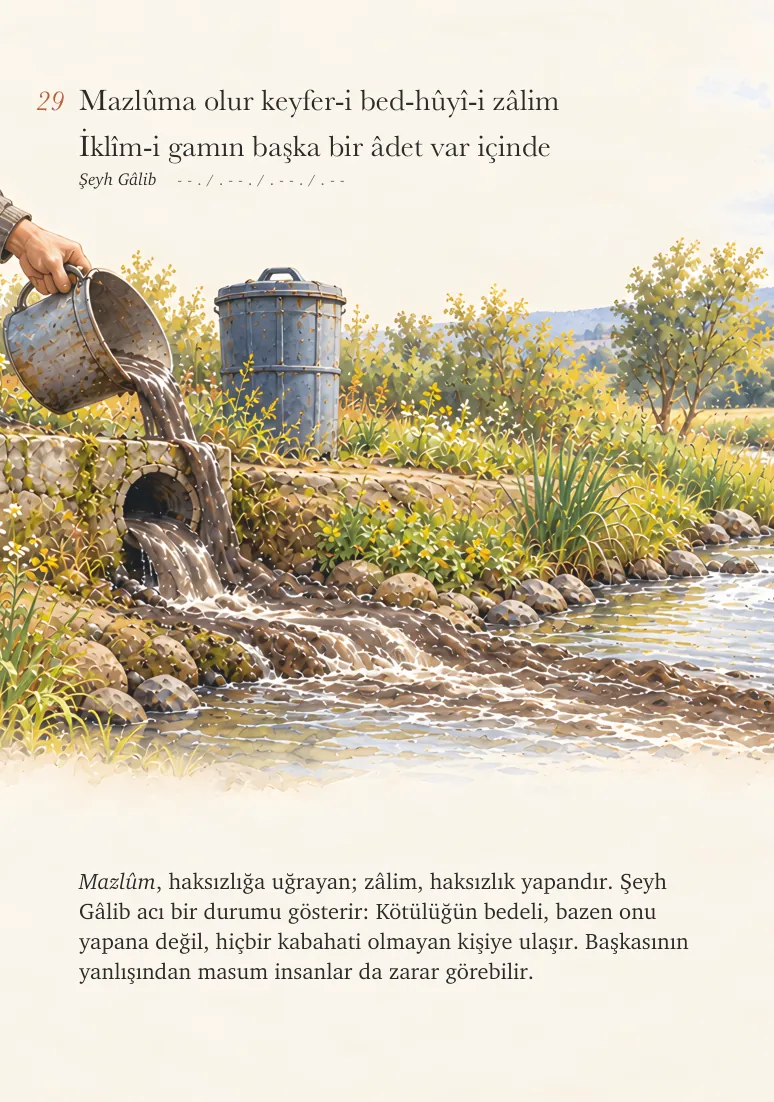 29 Mazlûma olur keyfer-i bed-hûyî-i zâlim
İklîm-i gamın başka bir âdet var içinde
Şeyh Gâlib - - . / . - - . / . - - . / . - -
Mazlûm, haksızlığa uğrayan; zâlim, haksızlık yapandır. Şeyh
Gâlib acı bir durumu gösterir: Kötülüğün bedeli, bazen onu
yapana değil, hiçbir kabahati olmayan kişiye ulaşır. Başkasının
yanlışından masum insanlar da zarar görebilir.